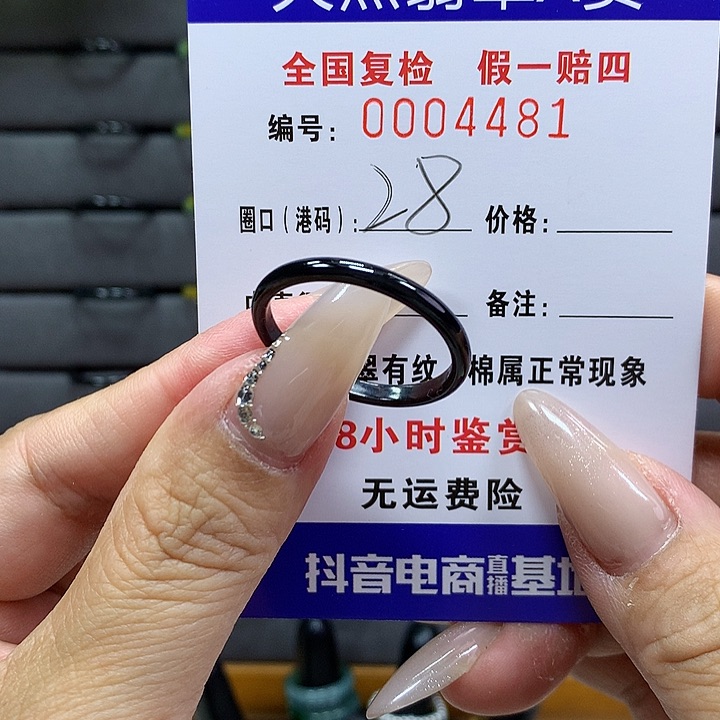 全国复检 假一赔四
编号: 0004481
圈口(港码): 28 价格:
备注:
翠有纹 棉属正常现象
8小时鉴赏
无运费险
抖音电商直播基地